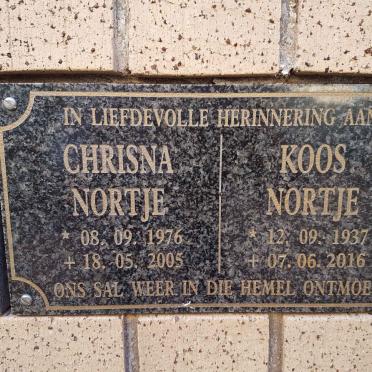 IN LIEFDEVOLLE HERINNERING AAN
CHRISNA
NORTJE
* 08. 09. 1976
+ 18. 05. 2005
KOOS
NORTJE
* 12. 09. 1937
+ 07. 06. 2016
ONS SAL WEER IN DIE HEMEL ONTMOE